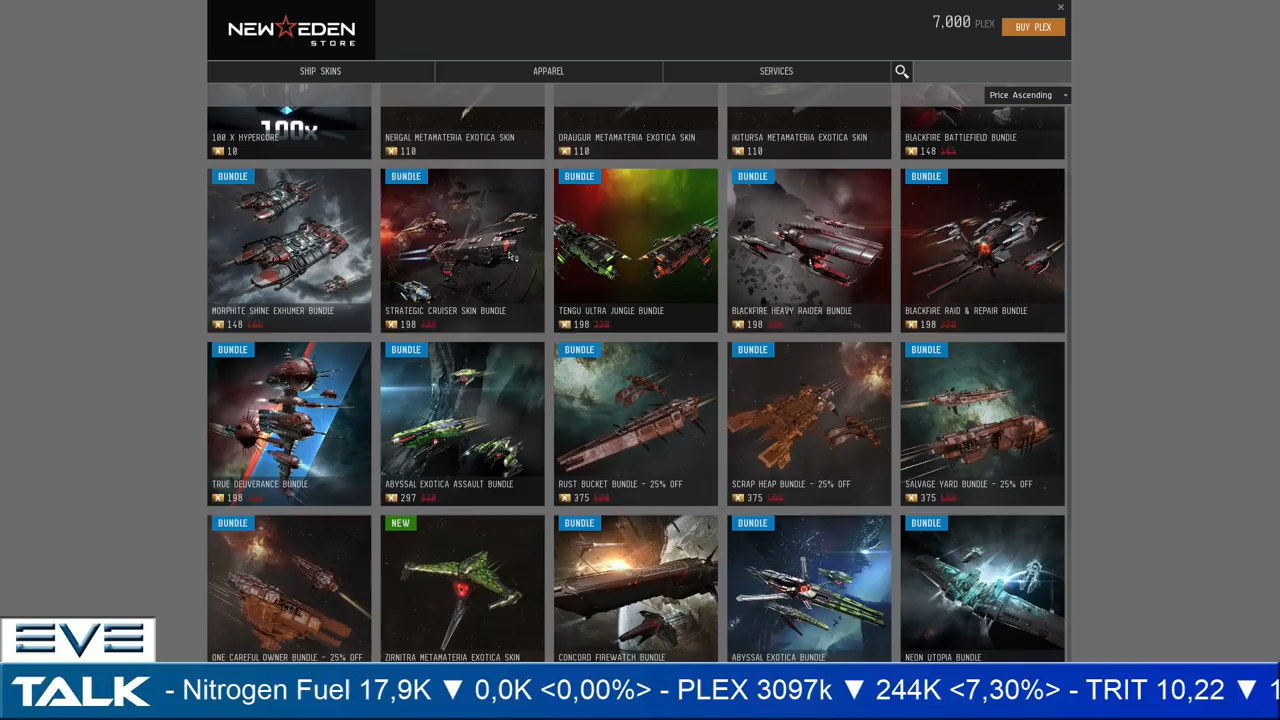 NEW EDEN
STORE
7,000 PLEX
BUY PLEX
SHIP SKINS
APPAREL
SERVICES
Price Ascending
100x
100 X HYPERCORE
10
NERGAL METAMATERIA EXOTICA SKIN
110
DRAUGUR METAMATERIA EXOTICA SKIN
110
IKITURSA METAMATERIA EXOTICA SKIN
110
BLACKFIRE BATTLEFIELD BUNDLE
148 185
BUNDLE
MORPHITE SHINE EXHUMER BUNDLE
148
BUNDLE
STRATEGIC CRUISER SKIN BUNDLE
198
BUNDLE
TENGU ULTRA JUNGLE BUNDLE
198
BUNDLE
BLACKFIRE HEAVY RAIDER BUNDLE
198
BUNDLE
BLACKFIRE RAID & REPAIR BUNDLE
198
BUNDLE
TRUE DELIVERANCE BUNDLE
198
BUNDLE
ABYSSAL EXOTICA ASSAULT BUNDLE
297
BUNDLE
RUST BUCKET BUNDLE - 25% OFF
375 500
BUNDLE
SCRAP HEAP BUNDLE - 25% OFF
375 500
BUNDLE
SALVAGE YARD BUNDLE - 25% OFF
375 500
BUNDLE
ONE CAREFUL OWNER BUNDLE - 25% OFF
NEW
ZIRNITRA METAMATERIA EXOTICA SKIN
BUNDLE
CONCORD FIREWATCH BUNDLE
BUNDLE
ABYSSAL EXOTICA BUNDLE
BUNDLE
NEON UTOPIA BUNDLE
EVE
TALK
- Nitrogen Fuel 17,9K ▼ 0,0K <0,00%> - PLEX 3097k ▼ 244K <7,30%> - TRIT 10,22 ▼